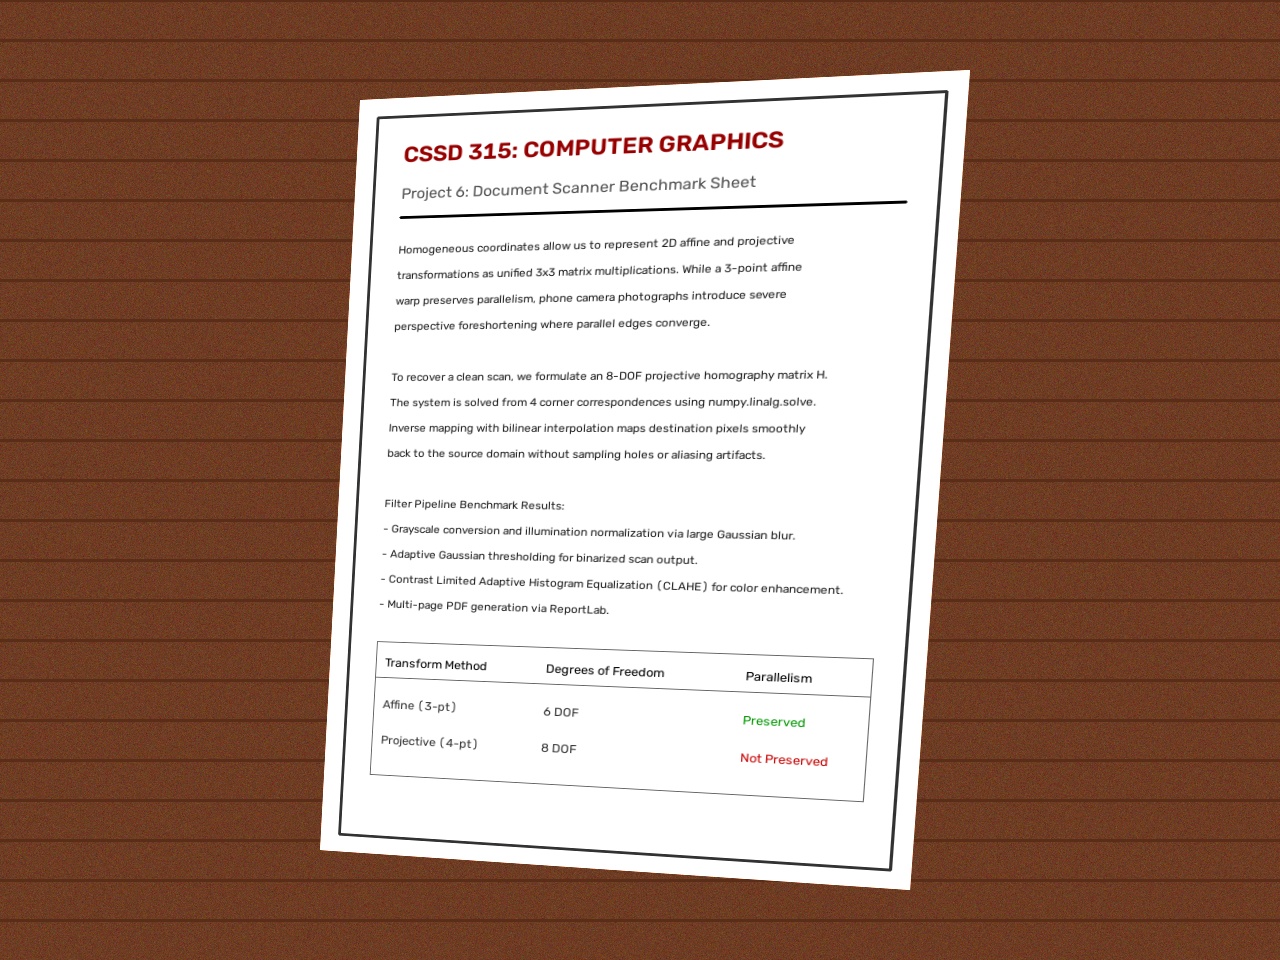 CSSD 315: COMPUTER GRAPHICS
Project 6: Document Scanner Benchmark Sheet
Homogeneous coordinates allow us to represent 2D affine and projective
transformations as unified 3x3 matrix multiplications. While a 3-point affine
warp preserves parallelism, phone camera photographs introduce severe
perspective foreshortening where parallel edges converge.
To recover a clean scan, we formulate an 8-DOF projective homography matrix H.
The system is solved from 4 corner correspondences using numpy.linalg.solve.
Inverse mapping with bilinear interpolation maps destination pixels smoothly
back to the source domain without sampling holes or aliasing artifacts.
Filter Pipeline Benchmark Results:
- Grayscale conversion and illumination normalization via large Gaussian blur.
- Adaptive Gaussian thresholding for binarized scan output.
- Contrast Limited Adaptive Histogram Equalization (CLAHE) for color enhancement.
- Multi-page PDF generation via ReportLab.
Transform Method Degrees of Freedom Parallelism
Affine (3-pt) 6 DOF Preserved
Projective (4-pt) 8 DOF Not Preserved